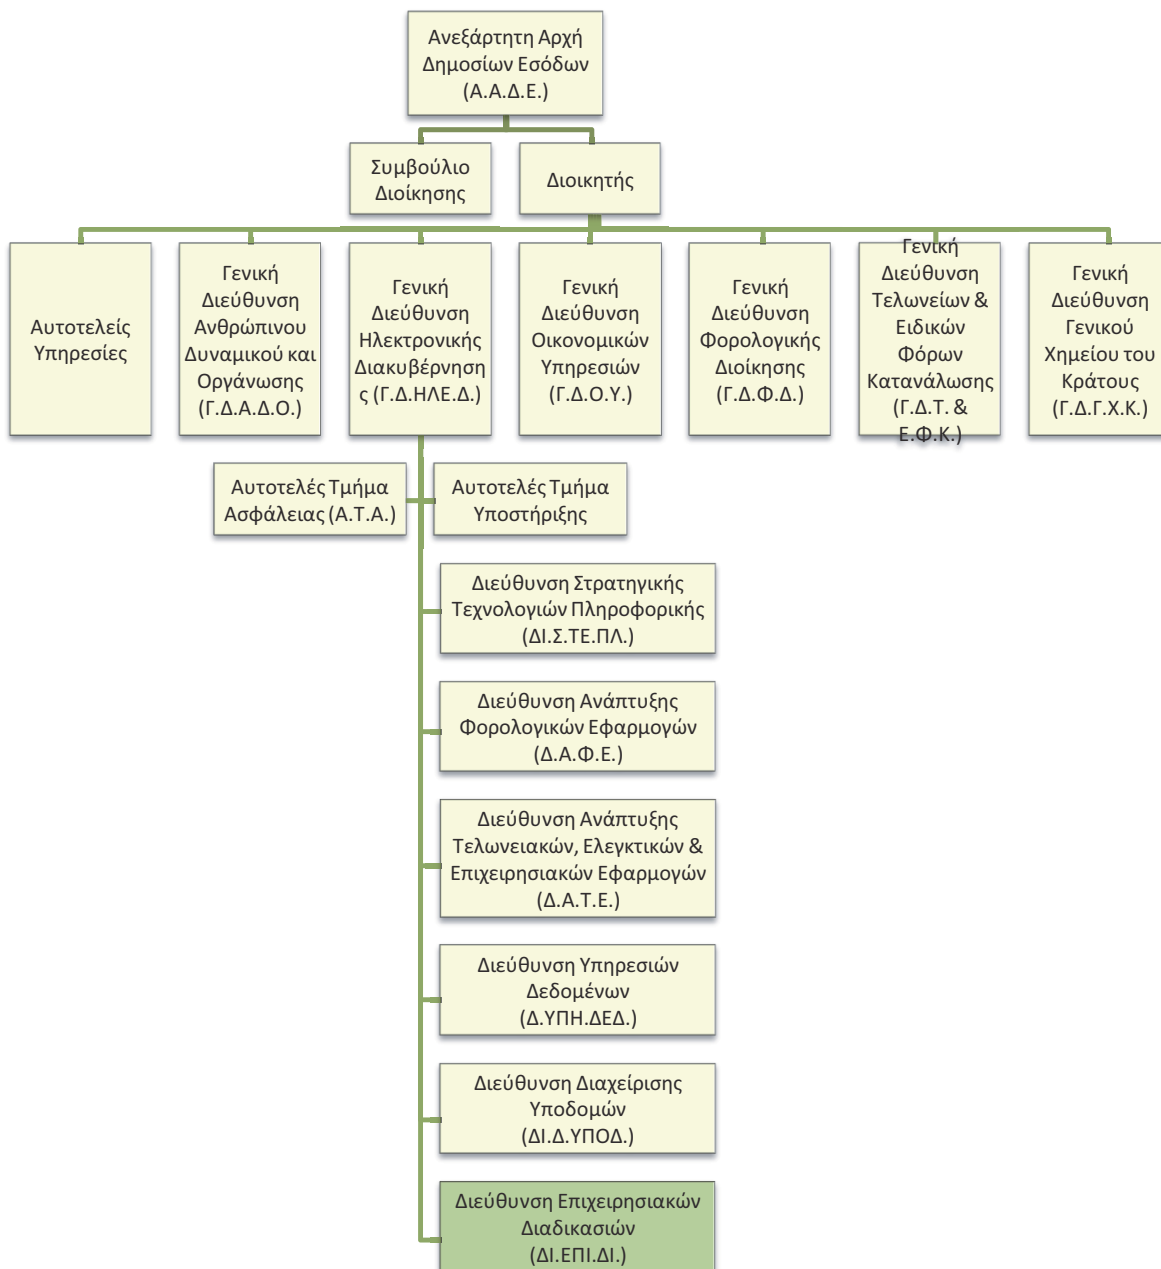 Ανεξάρτητη Αρχή
Δημοσίων Εσόδων
(Α.Α.Δ.Ε.)
Συμβούλιο
Διοίκησης
Διοικητής
Αυτοτελείς
Υπηρεσίες
Γενική
Διεύθυνση
Ανθρώπινου
Δυναμικού και
Οργάνωσης
(Γ.Δ.Α.Δ.Ο.)
Γενική
Διεύθυνση
Ηλεκτρονικής
Διακυβέρνηση
ς (Γ.Δ.ΗΛΕ.Δ.)
Γενική
Διεύθυνση
Οικονομικών
Υπηρεσιών
(Γ.Δ.Ο.Υ.)
Γενική
Διεύθυνση
Φορολογικής
Διοίκησης
(Γ.Δ.Φ.Δ.)
Γενική
Διεύθυνση
Τελωνείων &
Ειδικών
Φόρων
Κατανάλωσης
(Γ.Δ.Τ. &
Ε.Φ.Κ.)
Γενική
Διεύθυνση
Γενικού
Χημείου του
Κράτους
(Γ.Δ.Γ.Χ.Κ.)
Αυτοτελές Τμήμα
Ασφάλειας (Α.Τ.Α.)
Αυτοτελές Τμήμα
Υποστήριξης
Διεύθυνση Στρατηγικής
Τεχνολογιών Πληροφορικής
(ΔΙ.Σ.ΤΕ.ΠΛ.)
Διεύθυνση Ανάπτυξης
Φορολογικών Εφαρμογών
(Δ.Α.Φ.Ε.)
Διεύθυνση Ανάπτυξης
Τελωνειακών, Ελεγκτικών &
Επιχειρησιακών Εφαρμογών
(Δ.Α.Τ.Ε.)
Διεύθυνση Υπηρεσιών
Δεδομένων
(Δ.ΥΠΗ.ΔΕΔ.)
Διεύθυνση Διαχείρισης
Υποδομών
(ΔΙ.Δ.ΥΠΟΔ.)
Διεύθυνση Επιχειρησιακών
Διαδικασιών
(ΔΙ.ΕΠΙ.ΔΙ.)